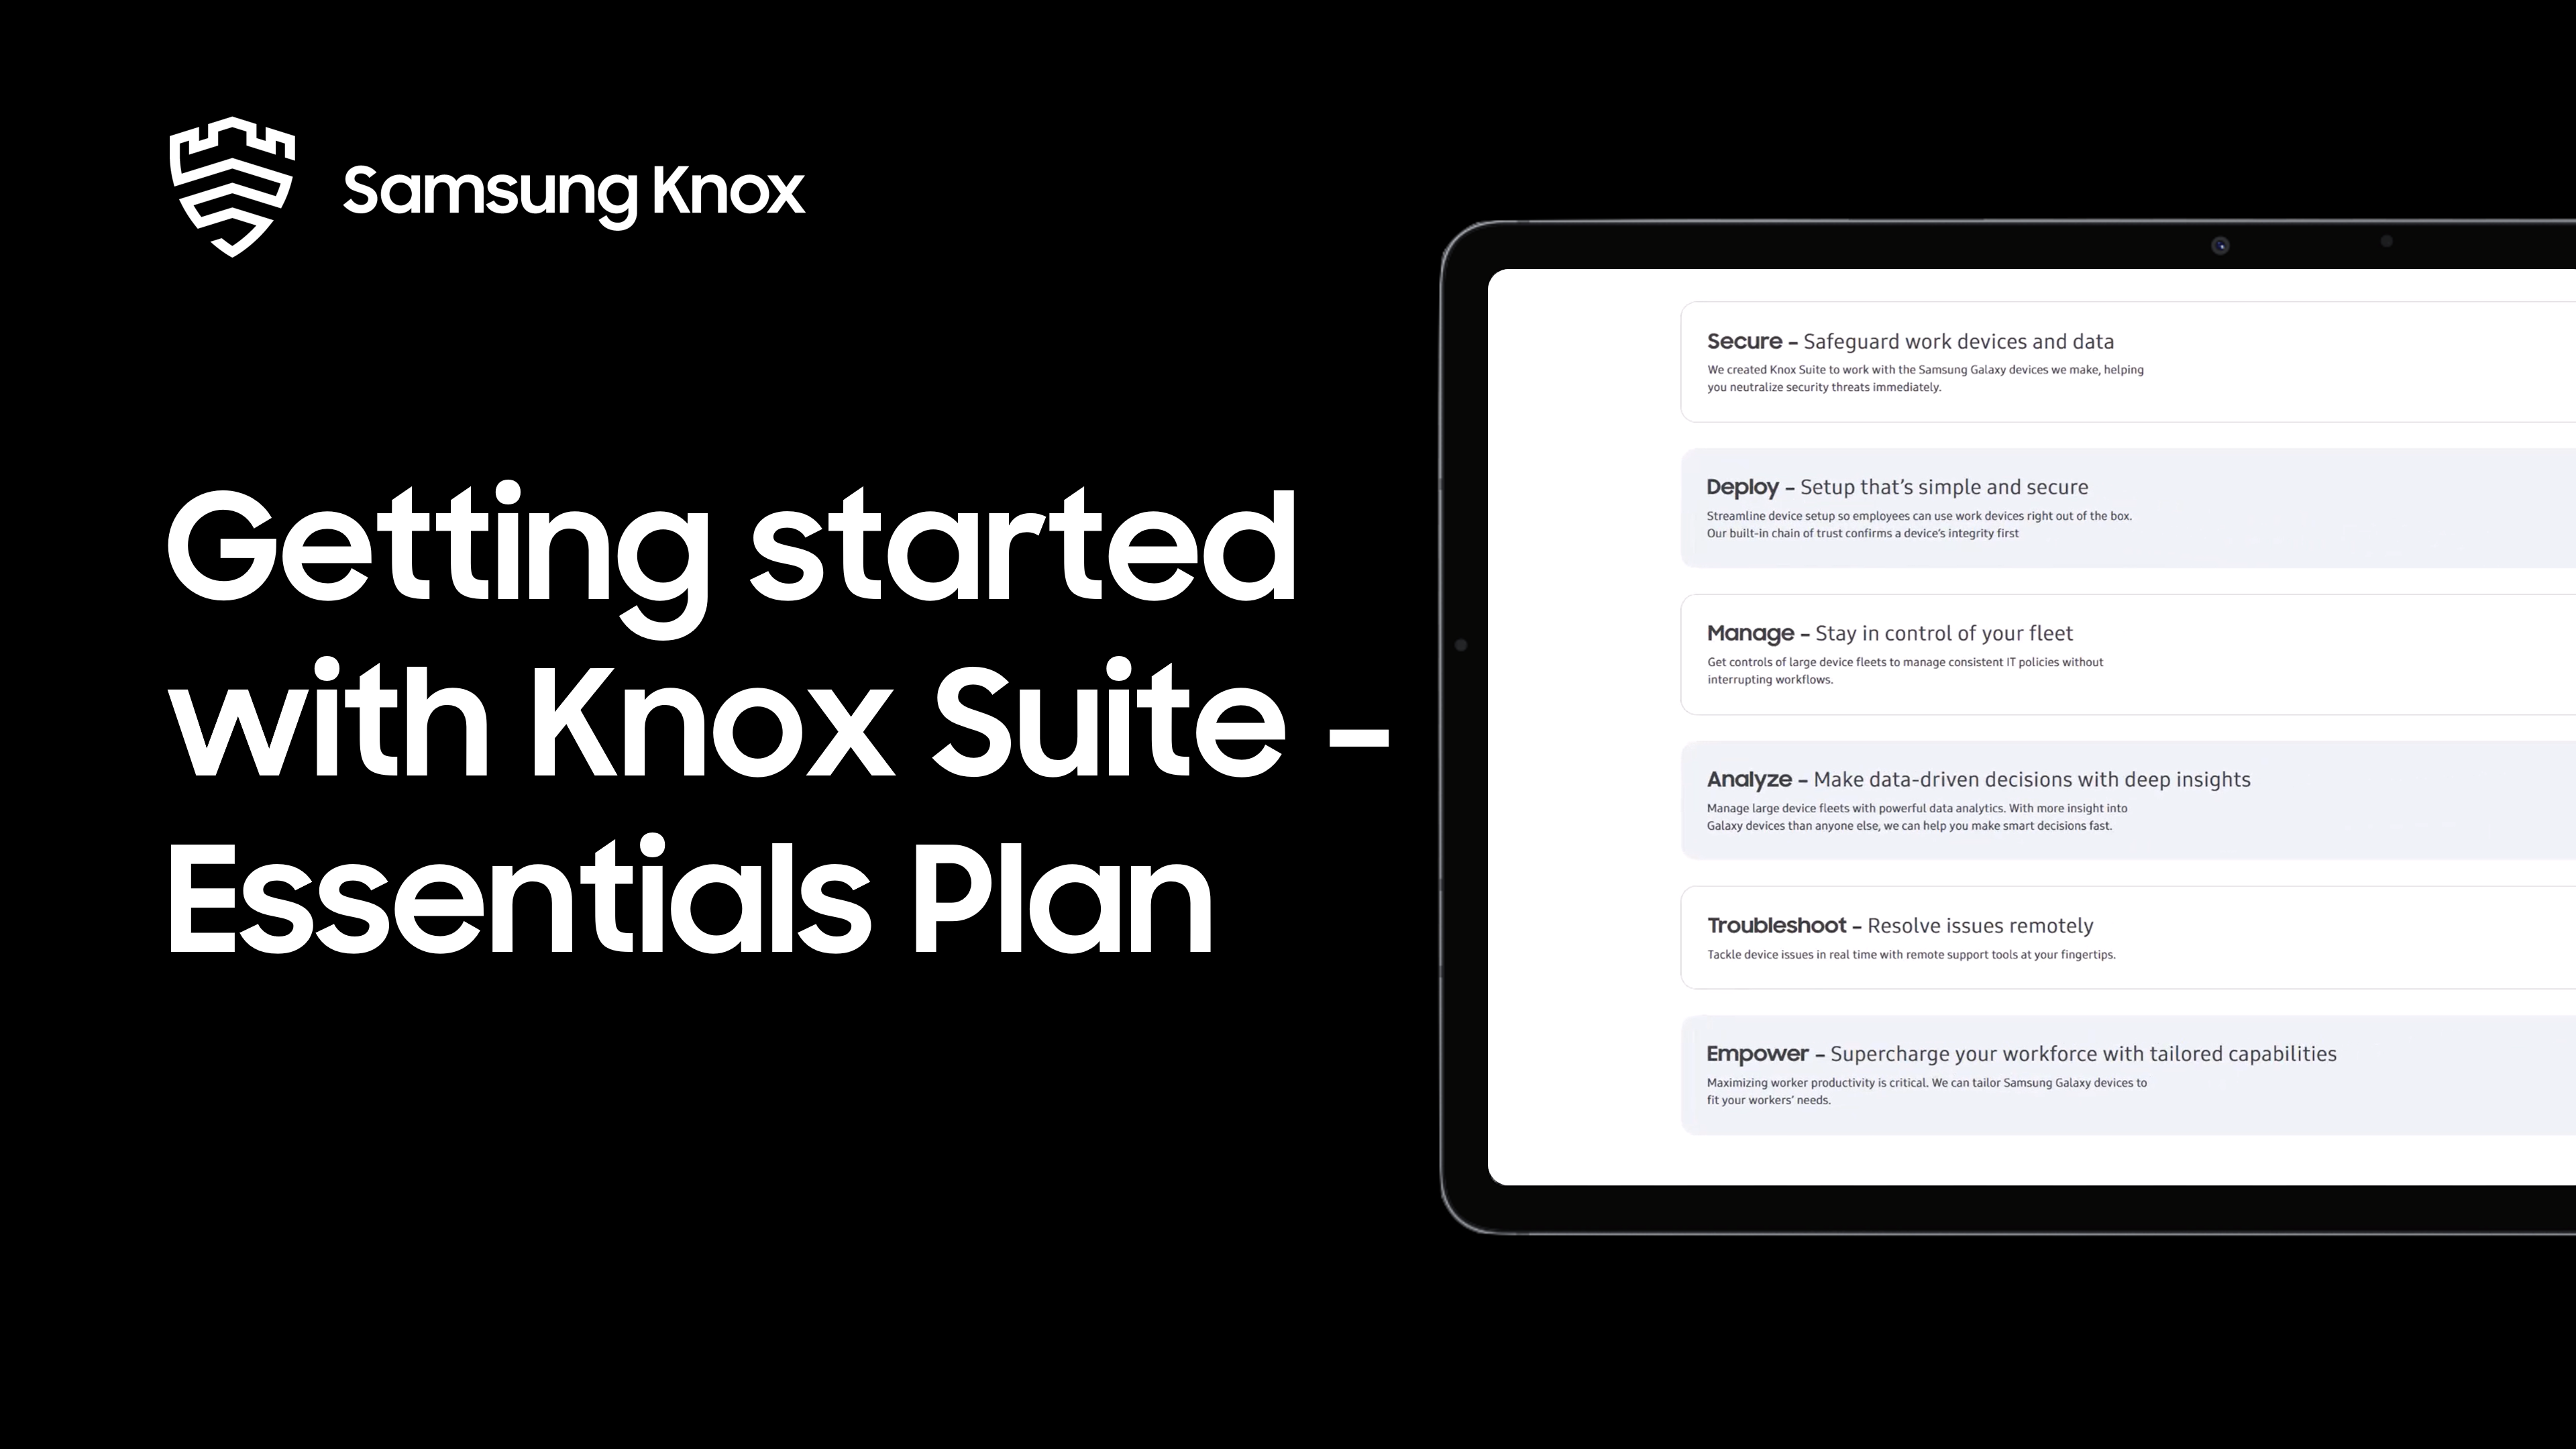 Samsung Knox
Getting started
with Knox Suite –
Essentials Plan
Secure – Safeguard work devices and data
We created Knox Suite to work with the Samsung Galaxy devices we make, helping
you neutralize security threats immediately.
Deploy – Setup that’s simple and secure
Streamline device setup so employees can use work devices right out of the box.
Our built-in chain of trust confirms a device’s integrity first
Manage – Stay in control of your fleet
Get controls of large device fleets to manage consistent IT policies without
interrupting workflows.
Analyze – Make data-driven decisions with deep insights
Manage large device fleets with powerful data analytics. With more insight into
Galaxy devices than anyone else, we can help you make smart decisions fast.
Troubleshoot – Resolve issues remotely
Tackle device issues in real time with remote support tools at your fingertips.
Empower – Supercharge your workforce with tailored capabilities
Maximizing worker productivity is critical. We can tailor Samsung Galaxy devices to
fit your workers’ needs.